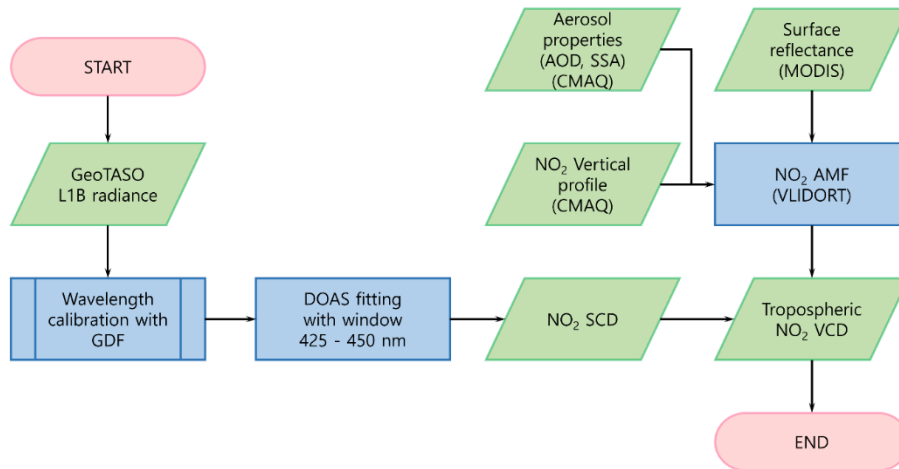 START
GeoTASO
L1B radiance
Wavelength
calibration with
GDF
DOAS fitting
with window
425 - 450 nm
Aerosol
properties
(AOD, SSA)
(CMAQ)
NO₂ Vertical
profile
(CMAQ)
NO₂ SCD
Surface
reflectance
(MODIS)
NO₂ AMF
(VLIDORT)
Tropospheric
NO₂ VCD
END